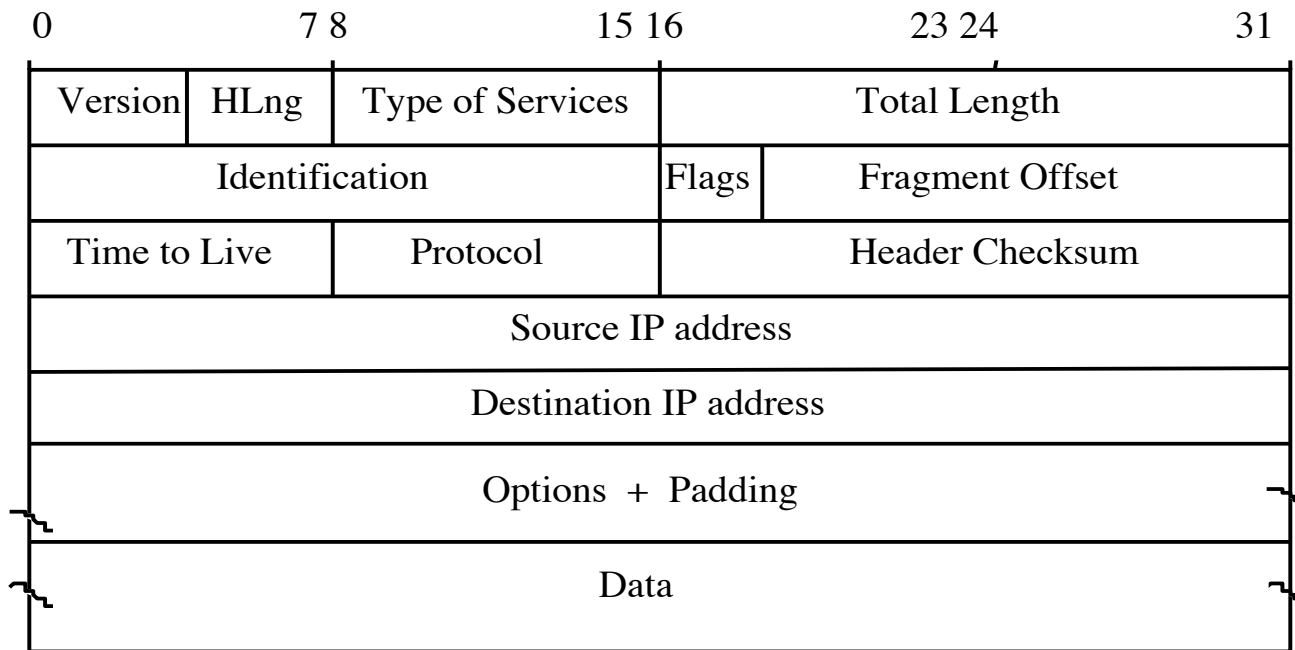 0 7 8 15 16 23 24 31
Version HLng Type of Services Total Length
Identification Flags Fragment Offset
Time to Live Protocol Header Checksum
Source IP address
Destination IP address
Options + Padding
Data